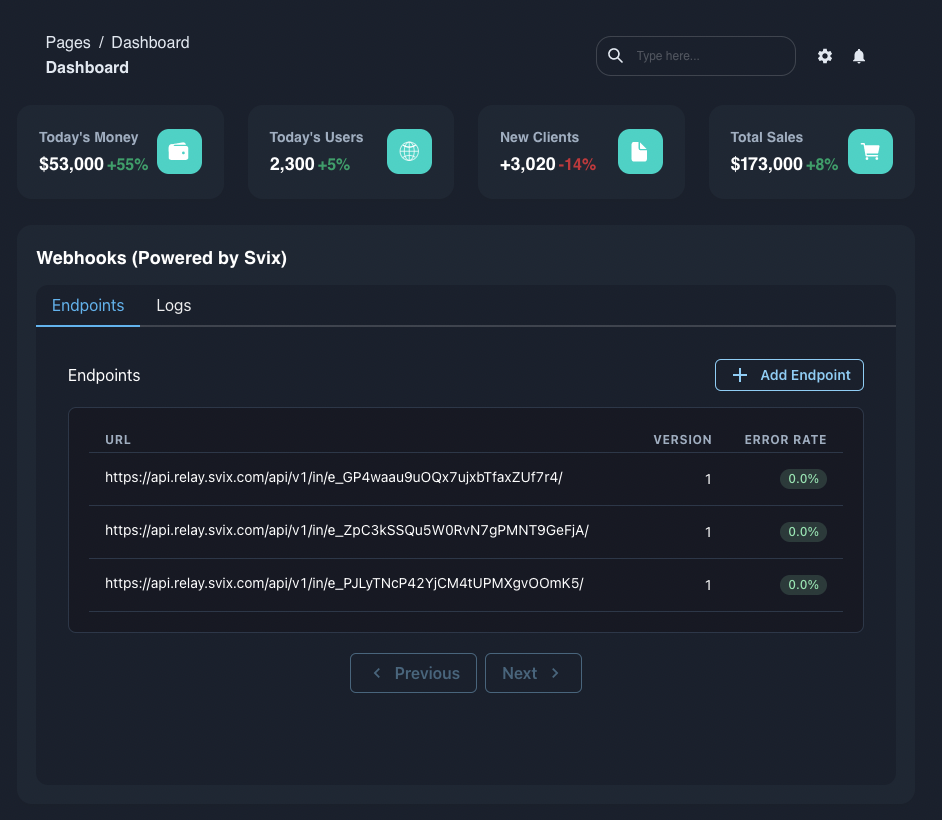 Pages / Dashboard
Dashboard
Type here...
Today's Money
$53,000 +55%
Today's Users
2,300 +5%
New Clients
+3,020 -14%
Total Sales
$173,000 +8%
Webhooks (Powered by Svix)
Endpoints Logs
Endpoints
Add Endpoint
URL VERSION ERROR RATE
https://api.relay.svix.com/api/v1/in/e_GP4waau9uOQx7ujxbTfaxZUf7r4/ 1 0.0%
https://api.relay.svix.com/api/v1/in/e_ZpC3kSSQu5W0RvN7gPMNT9GeFjA/ 1 0.0%
https://api.relay.svix.com/api/v1/in/e_PJLyTNcP42YjCM4tUPMXgvOOmK5/ 1 0.0%
Previous Next